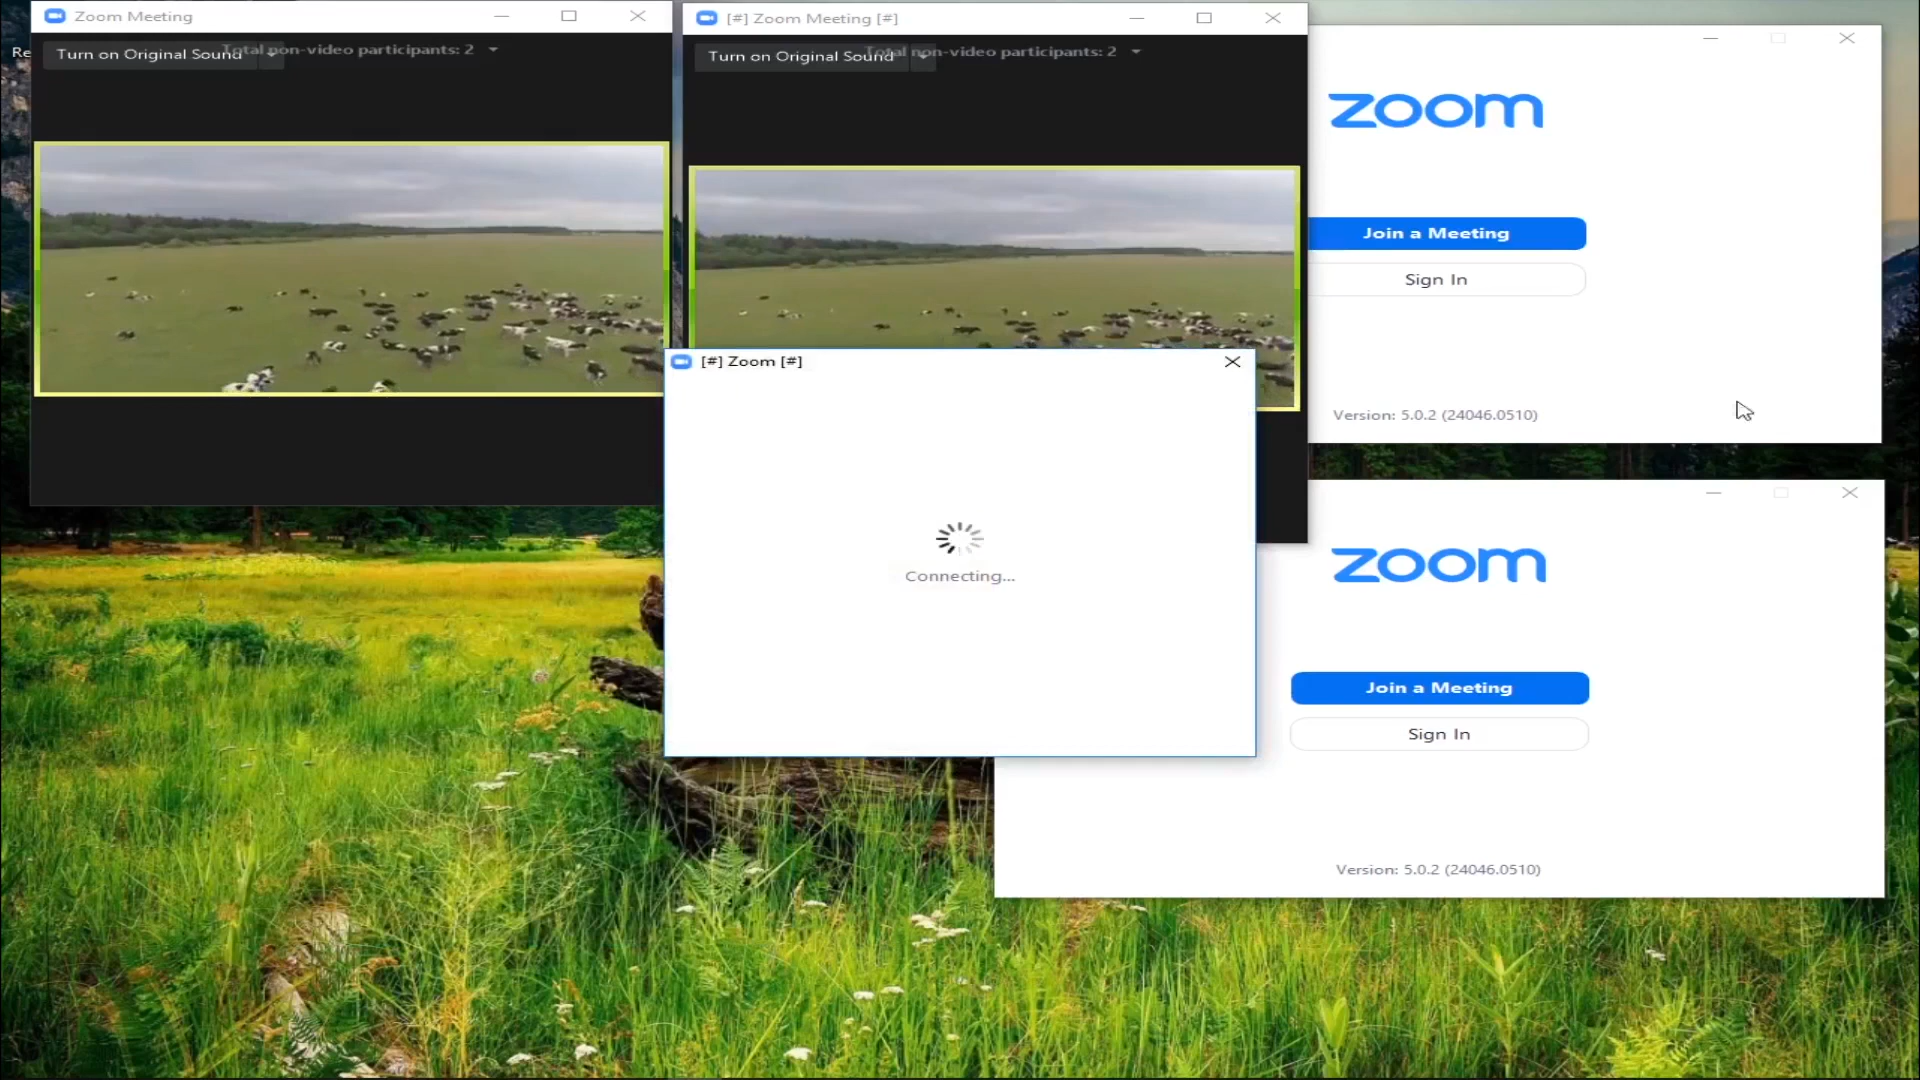 Zoom Meeting
Turn on Original Sound
Total non-video participants: 2
[#] Zoom Meeting [#]
Turn on Original Sound
Total non-video participants: 2
Re
zoom
Join a Meeting
Sign In
Version: 5.0.2 (24046.0510)
[#] Zoom [#]
Connecting...
zoom
Join a Meeting
Sign In
Version: 5.0.2 (24046.0510)